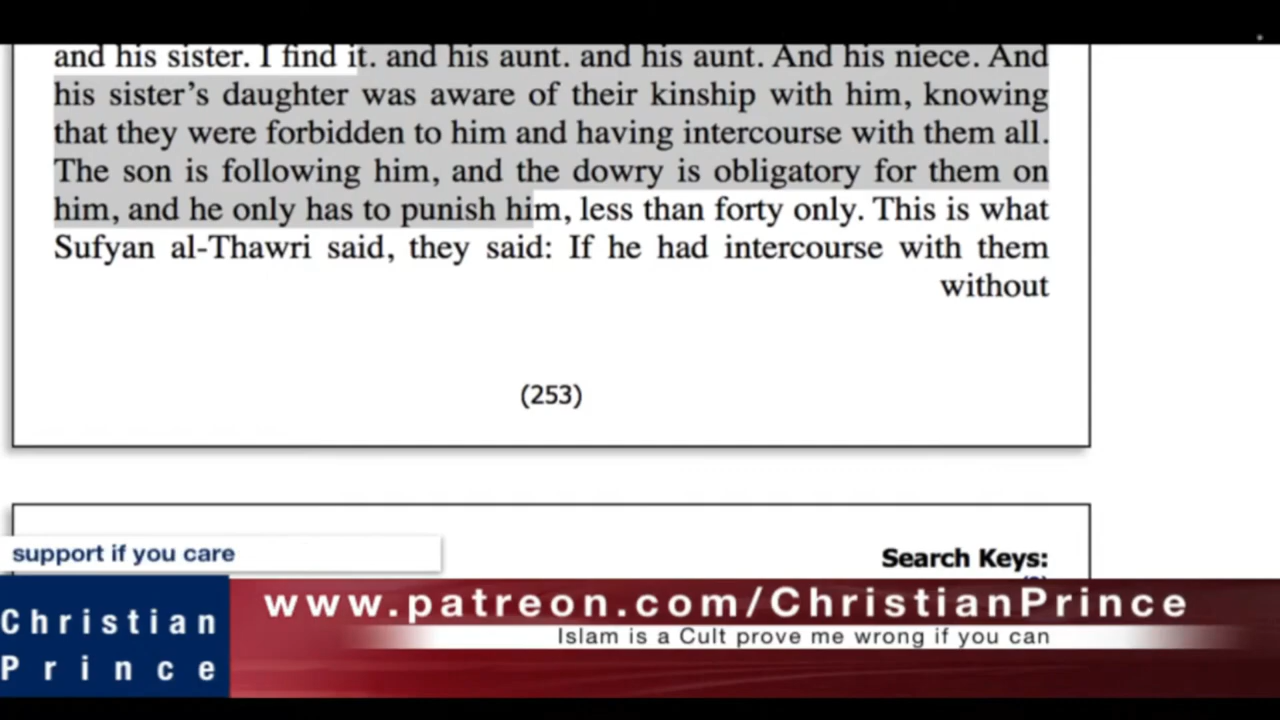 and his sister. I find it. and his aunt. and his aunt. And his niece. And
his sister’s daughter was aware of their kinship with him, knowing
that they were forbidden to him and having intercourse with them all.
The son is following him, and the dowry is obligatory for them on
him, and he only has to punish him, less than forty only. This is what
Sufyan al-Thawri said, they said: If he had intercourse with them
without
(253)
Search Keys:
support if you care
Christian
Prince
www.patreon.com/ChristianPrince
Islam is a Cult prove me wrong if you can